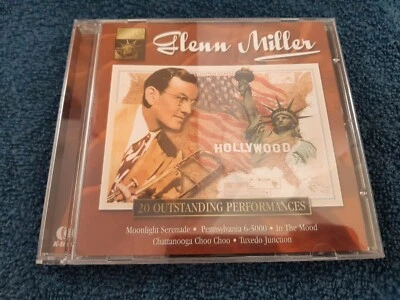 Glenn Miller
HOLLYWOOD
20 OUTSTANDING PERFORMANCES
Moonlight Serenade • Pennsylvania 6-5000 • In The Mood
Chattanooga Choo Choo • Tuxedo Junction